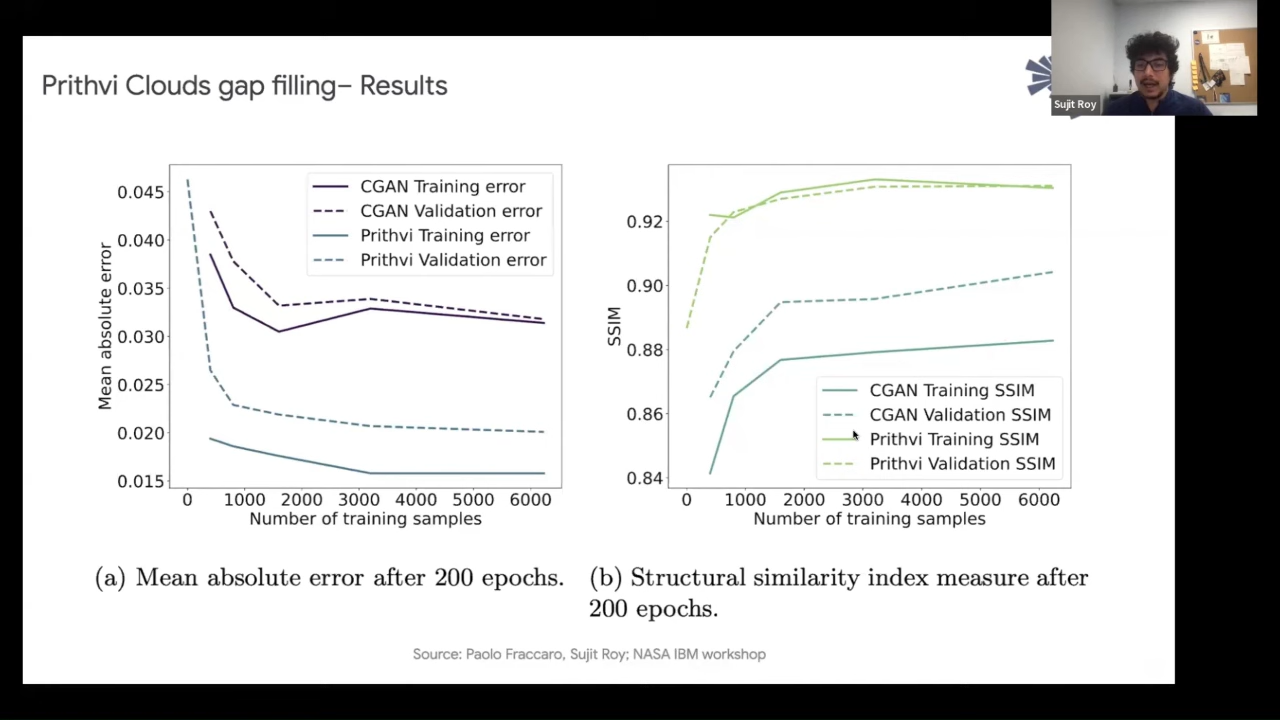 Prithvi Clouds gap filling– Results
Sujit Roy
0.045
0.040
0.035
0.030
0.025
0.020
0.015
Mean absolute error
CGAN Training error
CGAN Validation error
Prithvi Training error
Prithvi Validation error
0 1000 2000 3000 4000 5000 6000
Number of training samples
0.92
0.90
0.88
0.86
0.84
SSIM
CGAN Training SSIM
CGAN Validation SSIM
Prithvi Training SSIM
Prithvi Validation SSIM
0 1000 2000 3000 4000 5000 6000
Number of training samples
(a) Mean absolute error after 200 epochs.
(b) Structural similarity index measure after
200 epochs.
Source: Paolo Fraccaro, Sujit Roy; NASA IBM workshop